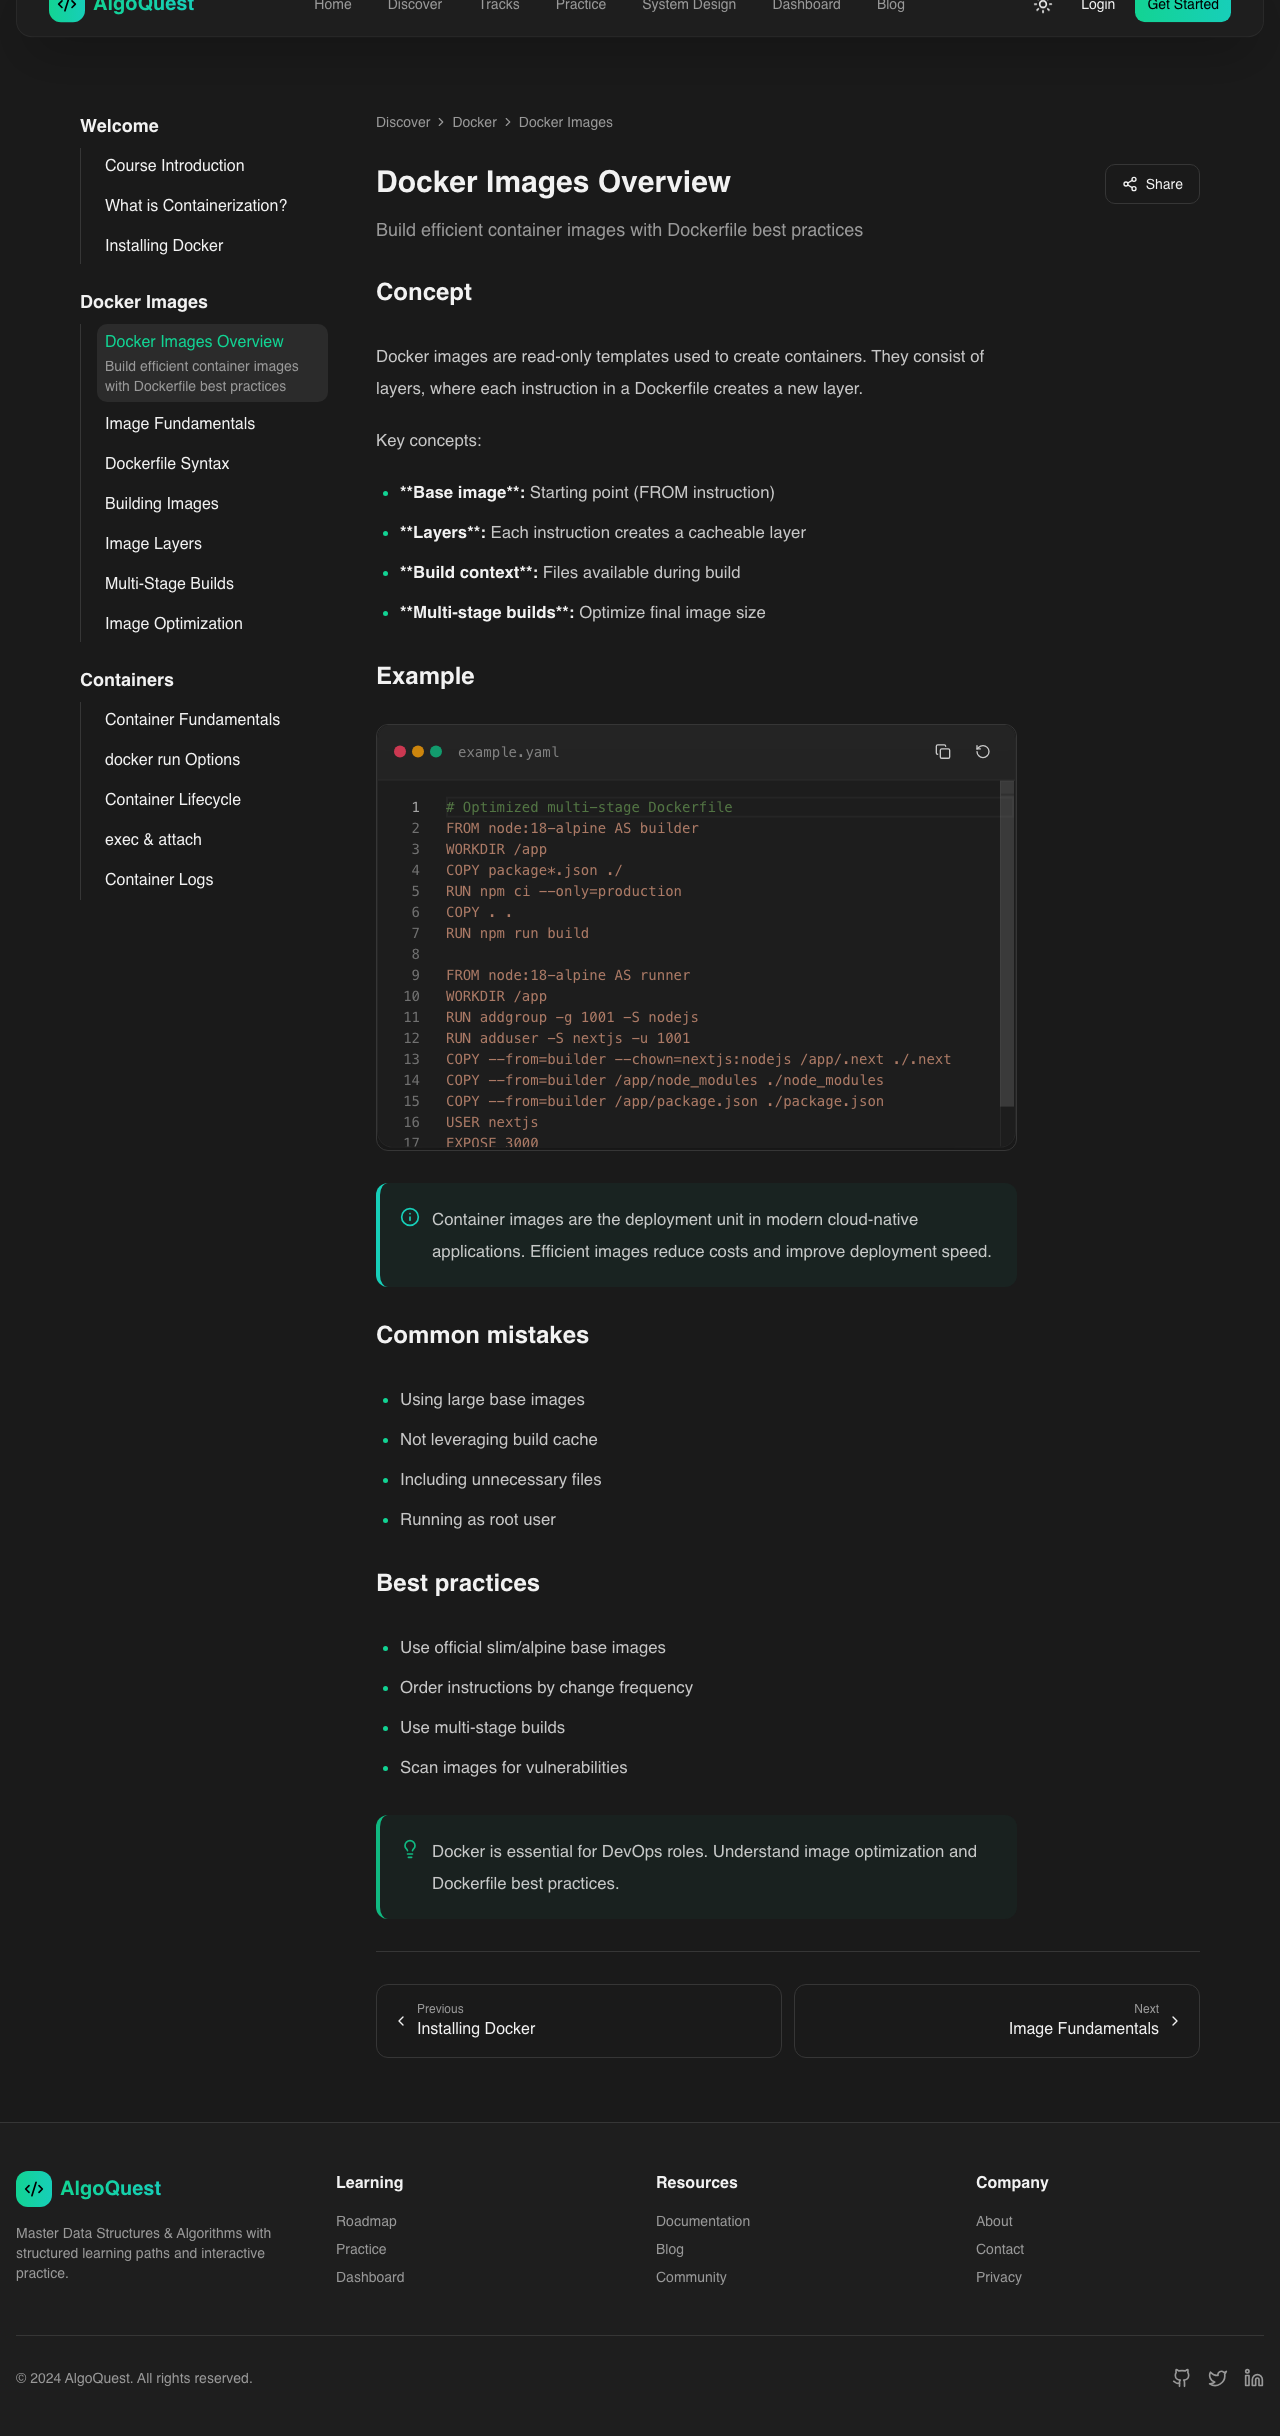 AlgoQuest
Home Discover Tracks Practice System Design Dashboard Blog
Login
Get Started
Welcome
Course Introduction
What is Containerization?
Installing Docker
Docker Images
Docker Images Overview
Build efficient container images
with Dockerfile best practices
Image Fundamentals
Dockerfile Syntax
Building Images
Image Layers
Multi-Stage Builds
Image Optimization
Containers
Container Fundamentals
docker run Options
Container Lifecycle
exec & attach
Container Logs
Discover > Docker > Docker Images
Docker Images Overview
Share
Build efficient container images with Dockerfile best practices
Concept
Docker images are read-only templates used to create containers. They consist of
layers, where each instruction in a Dockerfile creates a new layer.
Key concepts:
• **Base image**: Starting point (FROM instruction)
• **Layers**: Each instruction creates a cacheable layer
• **Build context**: Files available during build
• **Multi-stage builds**: Optimize final image size
Example
example.yaml
1 # Optimized multi-stage Dockerfile
2 FROM node:18-alpine AS builder
3 WORKDIR /app
4 COPY package*.json ./
5 RUN npm ci --only=production
6 COPY . .
7 RUN npm run build
8
9 FROM node:18-alpine AS runner
10 WORKDIR /app
11 RUN addgroup -g 1001 -S nodejs
12 RUN adduser -S nextjs -u 1001
13 COPY --from=builder --chown=nextjs:nodejs /app/.next ./.next
14 COPY --from=builder /app/node_modules ./node_modules
15 COPY --from=builder /app/package.json ./package.json
16 USER nextjs
17 EXPOSE 3000
Container images are the deployment unit in modern cloud-native
applications. Efficient images reduce costs and improve deployment speed.
Common mistakes
• Using large base images
• Not leveraging build cache
• Including unnecessary files
• Running as root user
Best practices
• Use official slim/alpine base images
• Order instructions by change frequency
• Use multi-stage builds
• Scan images for vulnerabilities
Docker is essential for DevOps roles. Understand image optimization and
Dockerfile best practices.
Previous
Installing Docker
Next
Image Fundamentals
AlgoQuest
Master Data Structures & Algorithms with
structured learning paths and interactive
practice.
Learning
Roadmap
Practice
Dashboard
Resources
Documentation
Blog
Community
Company
About
Contact
Privacy
© 2024 AlgoQuest. All rights reserved.